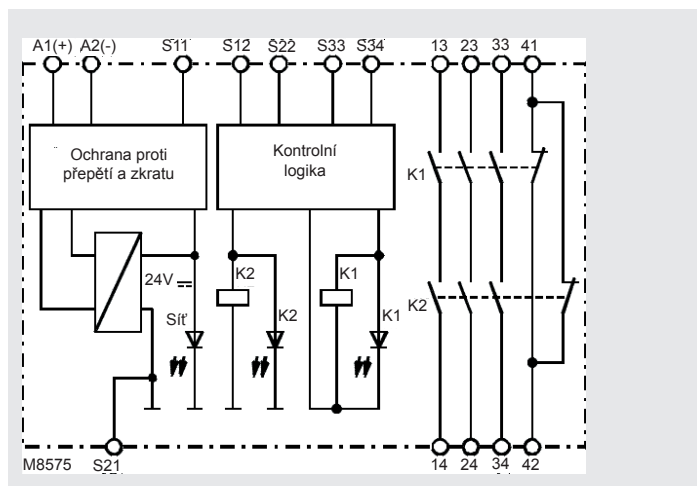 A1(+) A2(-) S11 S12 S22 S33 S34 13 23 33 41
Ochrana proti
přepětí a zkratu
Kontrolní
logika
K1
24V
K2
K1
Síť
K2
K1
K2
M8575
S21
14 24 34 42